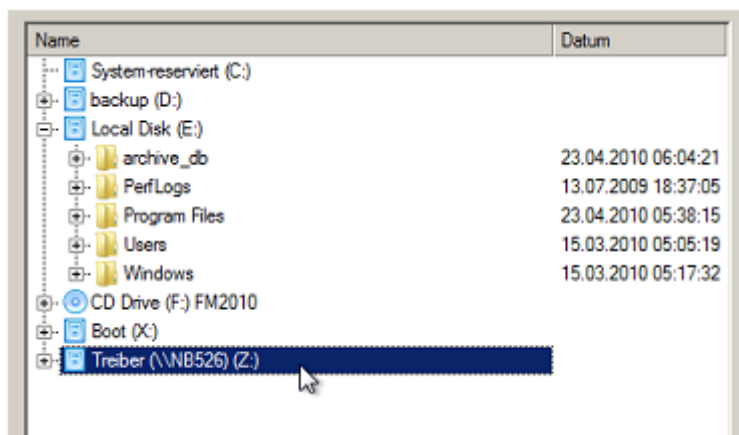 Name Datum
System-reserviert (C:)
backup (D:)
Local Disk (E:)
archive_db 23.04.2010 06:04:21
PerfLogs 13.07.2009 18:37:05
Program Files 23.04.2010 05:38:15
Users 15.03.2010 05:05:19
Windows 15.03.2010 05:17:32
CD Drive (F:) FM2010
Boot (X:)
Treiber (\\NB526) (Z:)